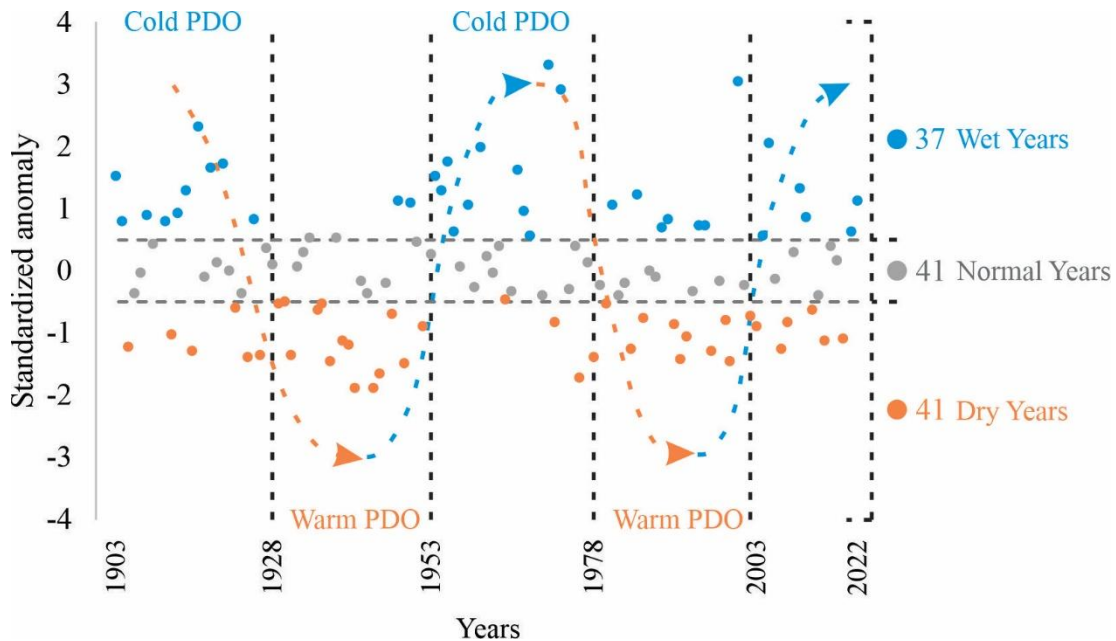 Cold PDO
Cold PDO
Standardized anomaly
4
3
2
1
0
-1
-2
-3
-4
37 Wet Years
41 Normal Years
41 Dry Years
Warm PDO
Warm PDO
1903
1928
1953
1978
2003
2022
Years